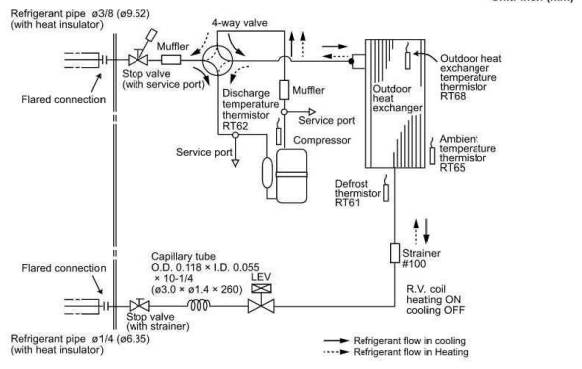 Refrigerant pipe ø3/8 (ø9.52)
(with heat insulator)
4-way valve
Muffler
Stop valve
(with service port)
Flared connection
Discharge
temperature
thermistor
RT62
Muffler
Service port
Compressor
Service port
Outdoor
heat
exchanger
Outdoor heat
exchanger
temperature
thermistor
RT68
Ambient
temperature
thermistor
RT65
Defrost
thermistor
RT61
Strainer
#100
R.V. coil
heating ON
cooling OFF
Capillary tube
O.D. 0.118 × I.D. 0.055
× 10-1/4
(ø3.0 × ø1.4 × 260)
LEV
Flared connection
Stop valve
(with strainer)
Refrigerant pipe ø1/4 (ø6.35)
(with heat insulator)
Refrigerant flow in cooling
Refrigerant flow in Heating